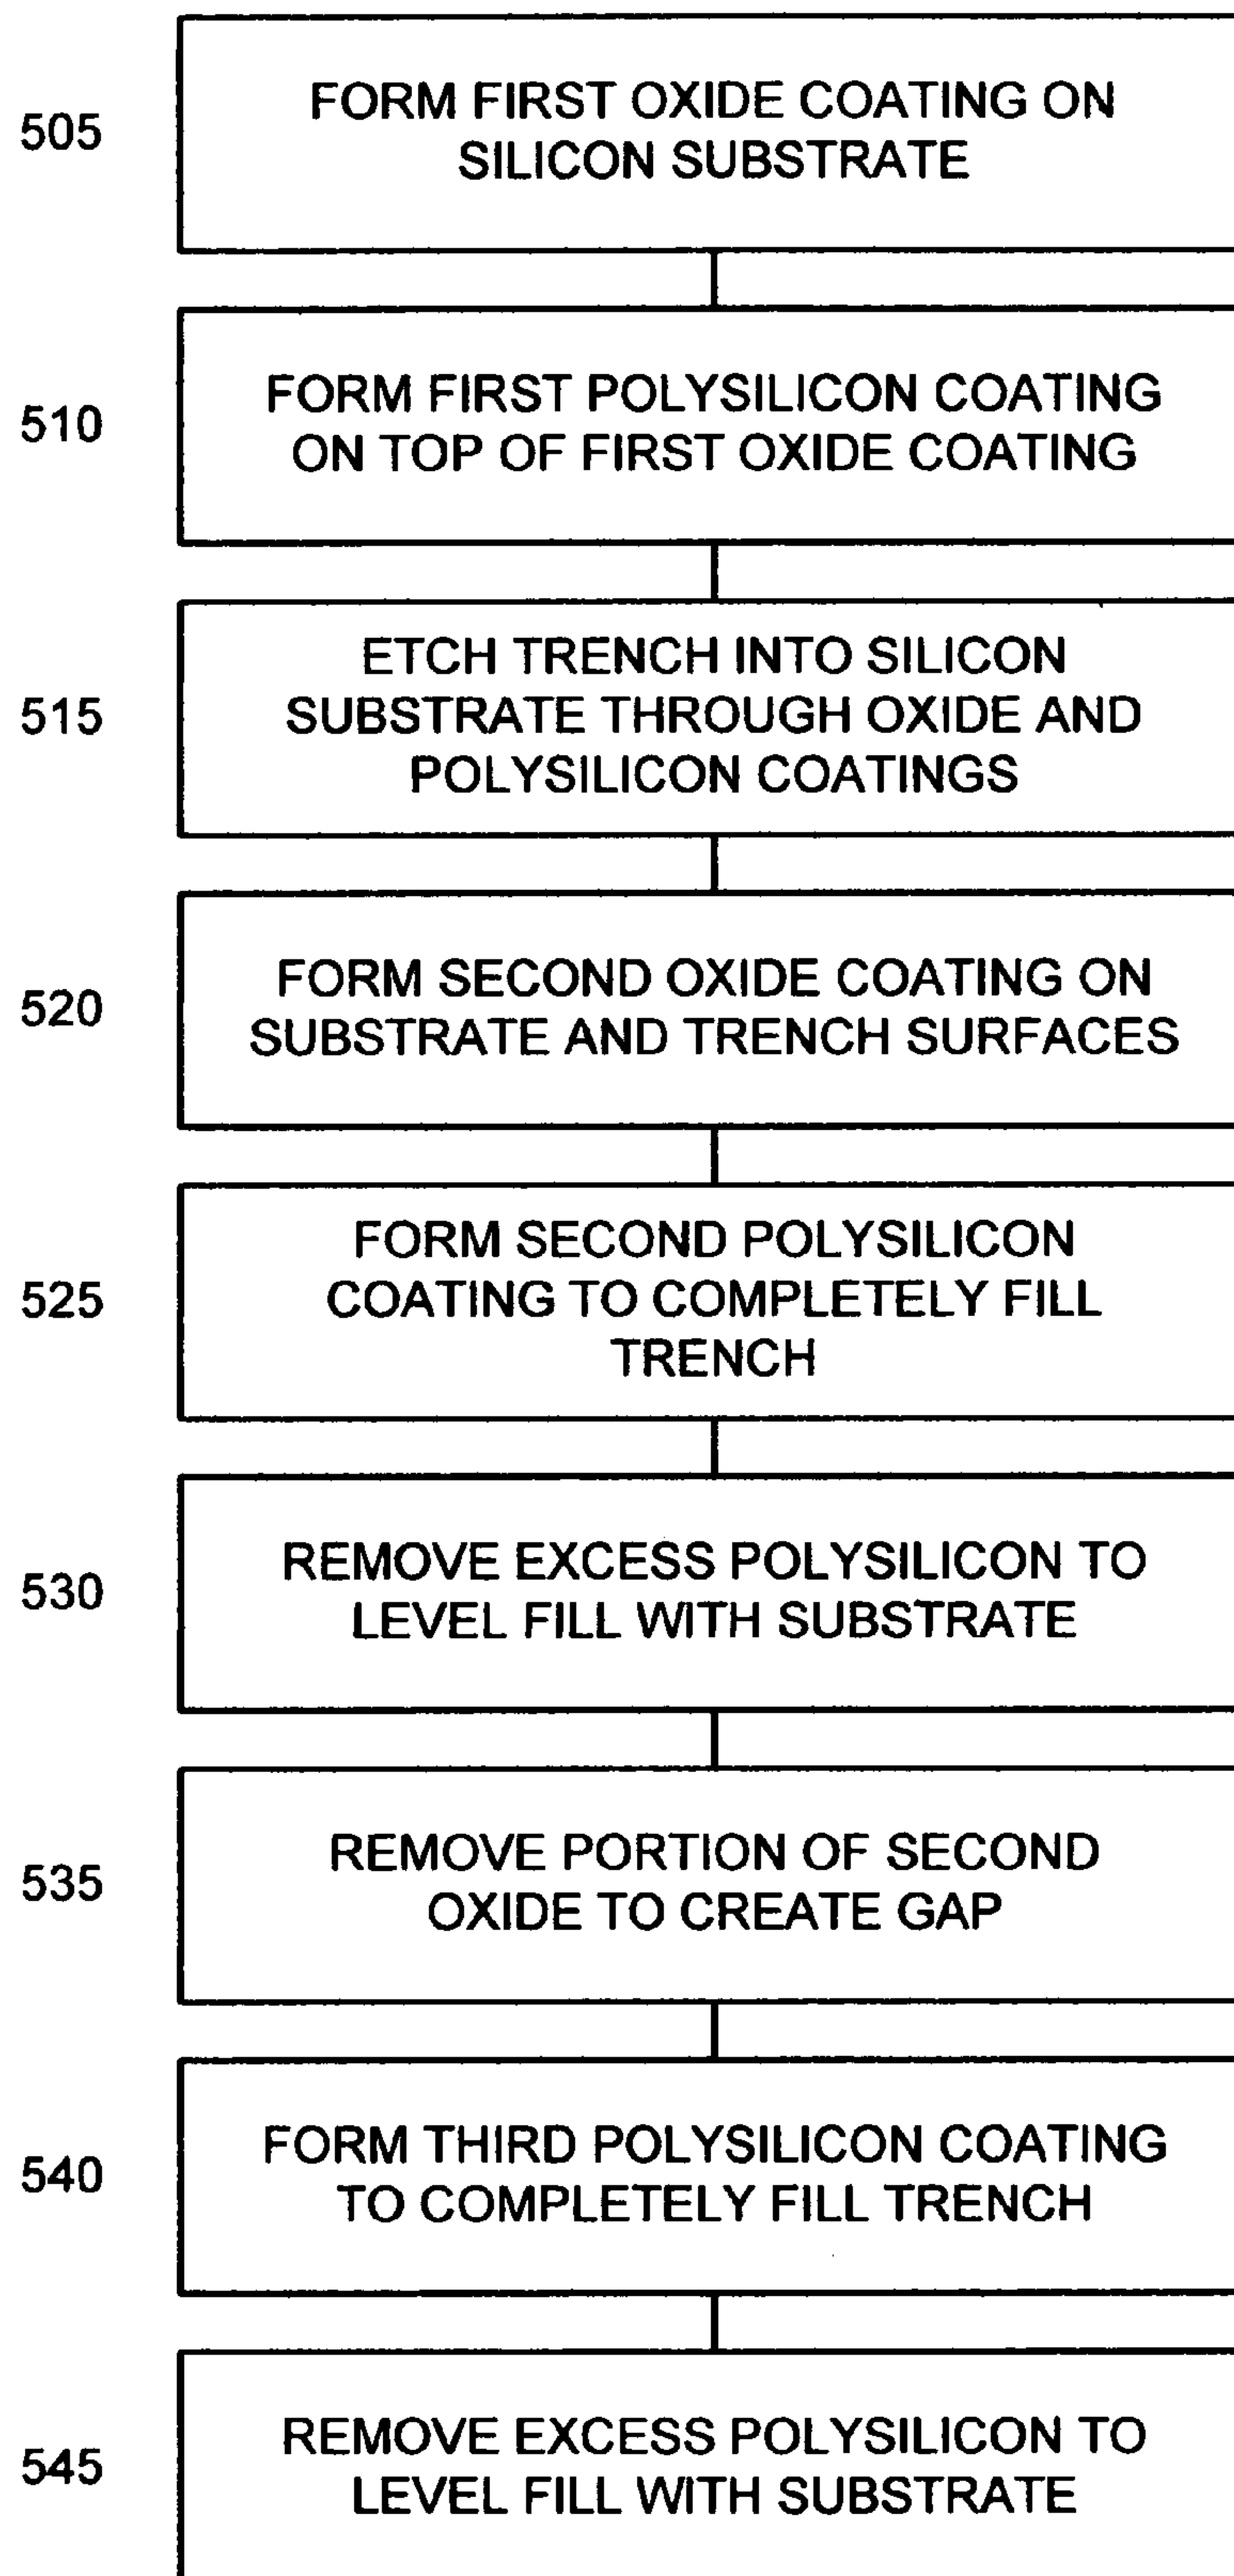 505
FORM FIRST OXIDE COATING ON
SILICON SUBSTRATE
510
FORM FIRST POLYSILICON COATING
ON TOP OF FIRST OXIDE COATING
515
ETCH TRENCH INTO SILICON
SUBSTRATE THROUGH OXIDE AND
POLYSILICON COATINGS
520
FORM SECOND OXIDE COATING ON
SUBSTRATE AND TRENCH SURFACES
525
FORM SECOND POLYSILICON
COATING TO COMPLETELY FILL
TRENCH
530
REMOVE EXCESS POLYSILICON TO
LEVEL FILL WITH SUBSTRATE
535
REMOVE PORTION OF SECOND
OXIDE TO CREATE GAP
540
FORM THIRD POLYSILICON COATING
TO COMPLETELY FILL TRENCH
545
REMOVE EXCESS POLYSILICON TO
LEVEL FILL WITH SUBSTRATE